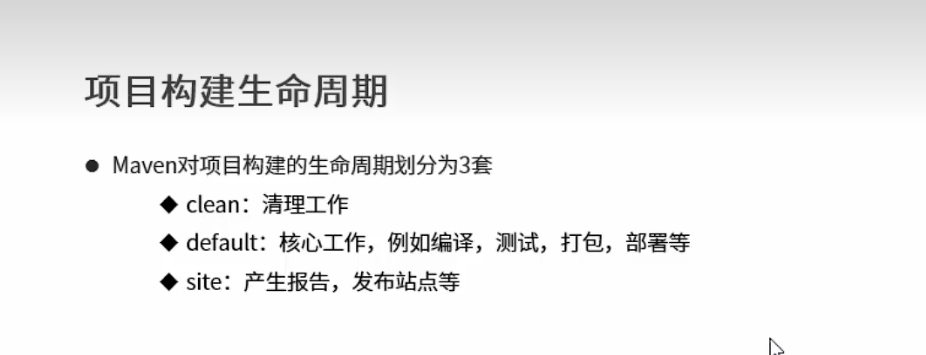 项目构建生命周期
● Maven对项目构建的生命周期划分为3套
◆ clean：清理工作
◆ default：核心工作，例如编译，测试，打包，部署等
◆ site：产生报告，发布站点等